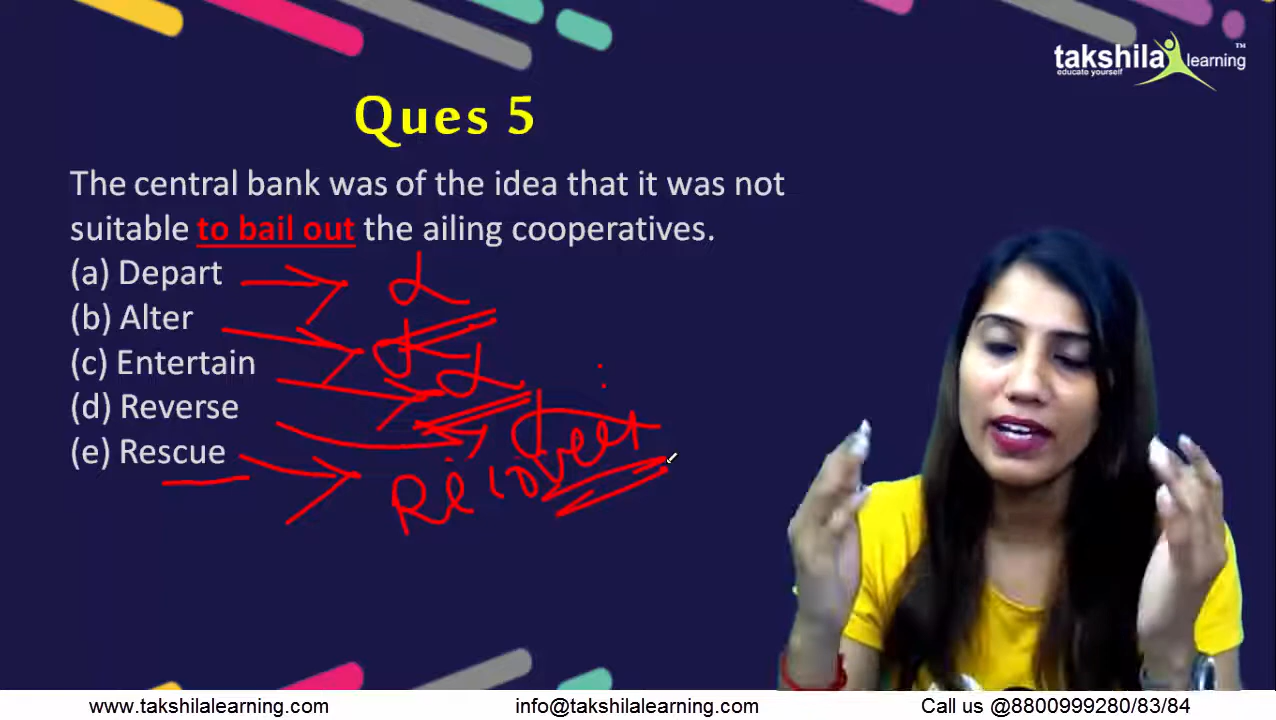 takshila learning TM
educate yourself
Ques 5
The central bank was of the idea that it was not
suitable to bail out the ailing cooperatives.
(a) Depart
(b) Alter
(c) Entertain
(d) Reverse
(e) Rescue
www.takshilalearning.com info@takshilalearning.com Call us @8800999280/83/84